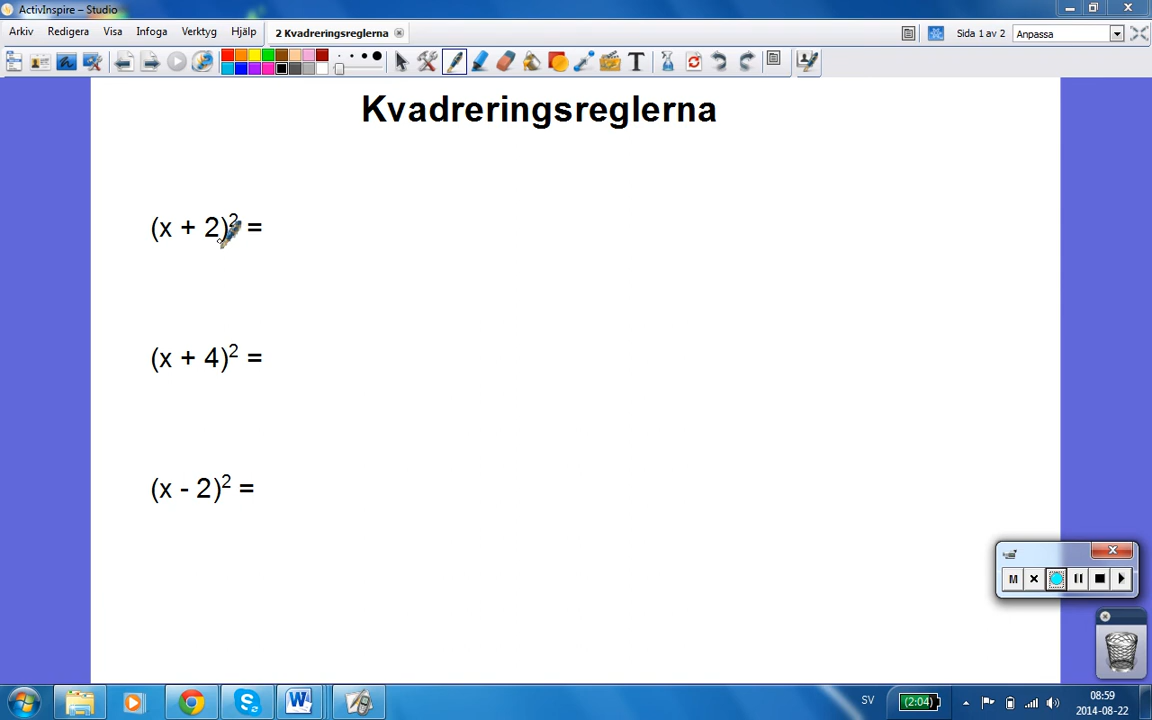 ActivInspire – Studio
Arkiv Redigera Visa Infoga Verktyg Hjälp 2 Kvadreringsreglerna Sida 1 av 2 Anpassa
Kvadreringsreglerna
(x + 2)² =
(x + 4)² =
(x - 2)² =
M
SV (2:04) 08:59
2014-08-22